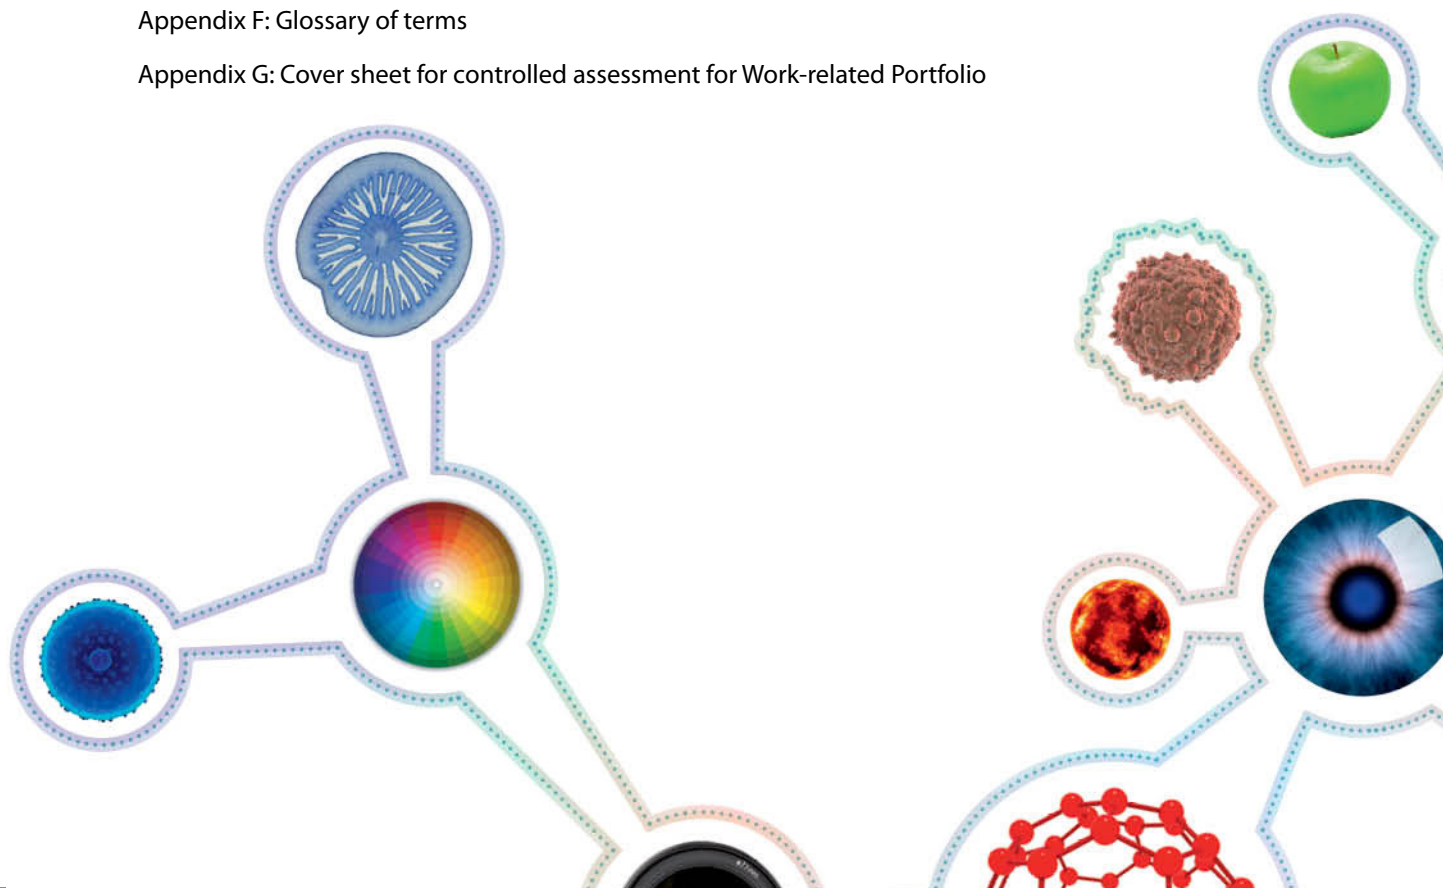 Appendix F: Glossary of terms
Appendix G: Cover sheet for controlled assessment for Work-related Portfolio